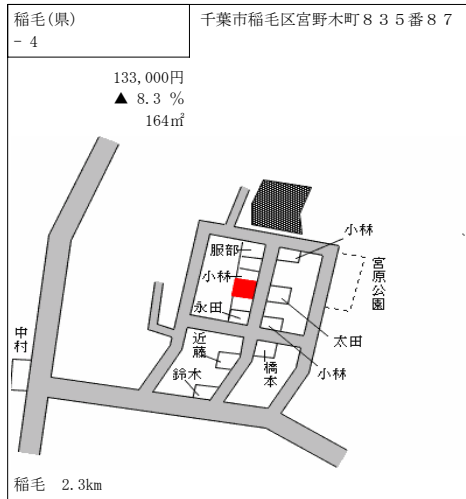 稲毛(県)
- 4
千葉市稲毛区宮野木町８３５番８７
133,000円
▲ 8.3 %
164㎡
小林
服部
宮原公園
小林
永田
太田
中村
近藤
橋本
小林
鈴木
稲毛 2.3km